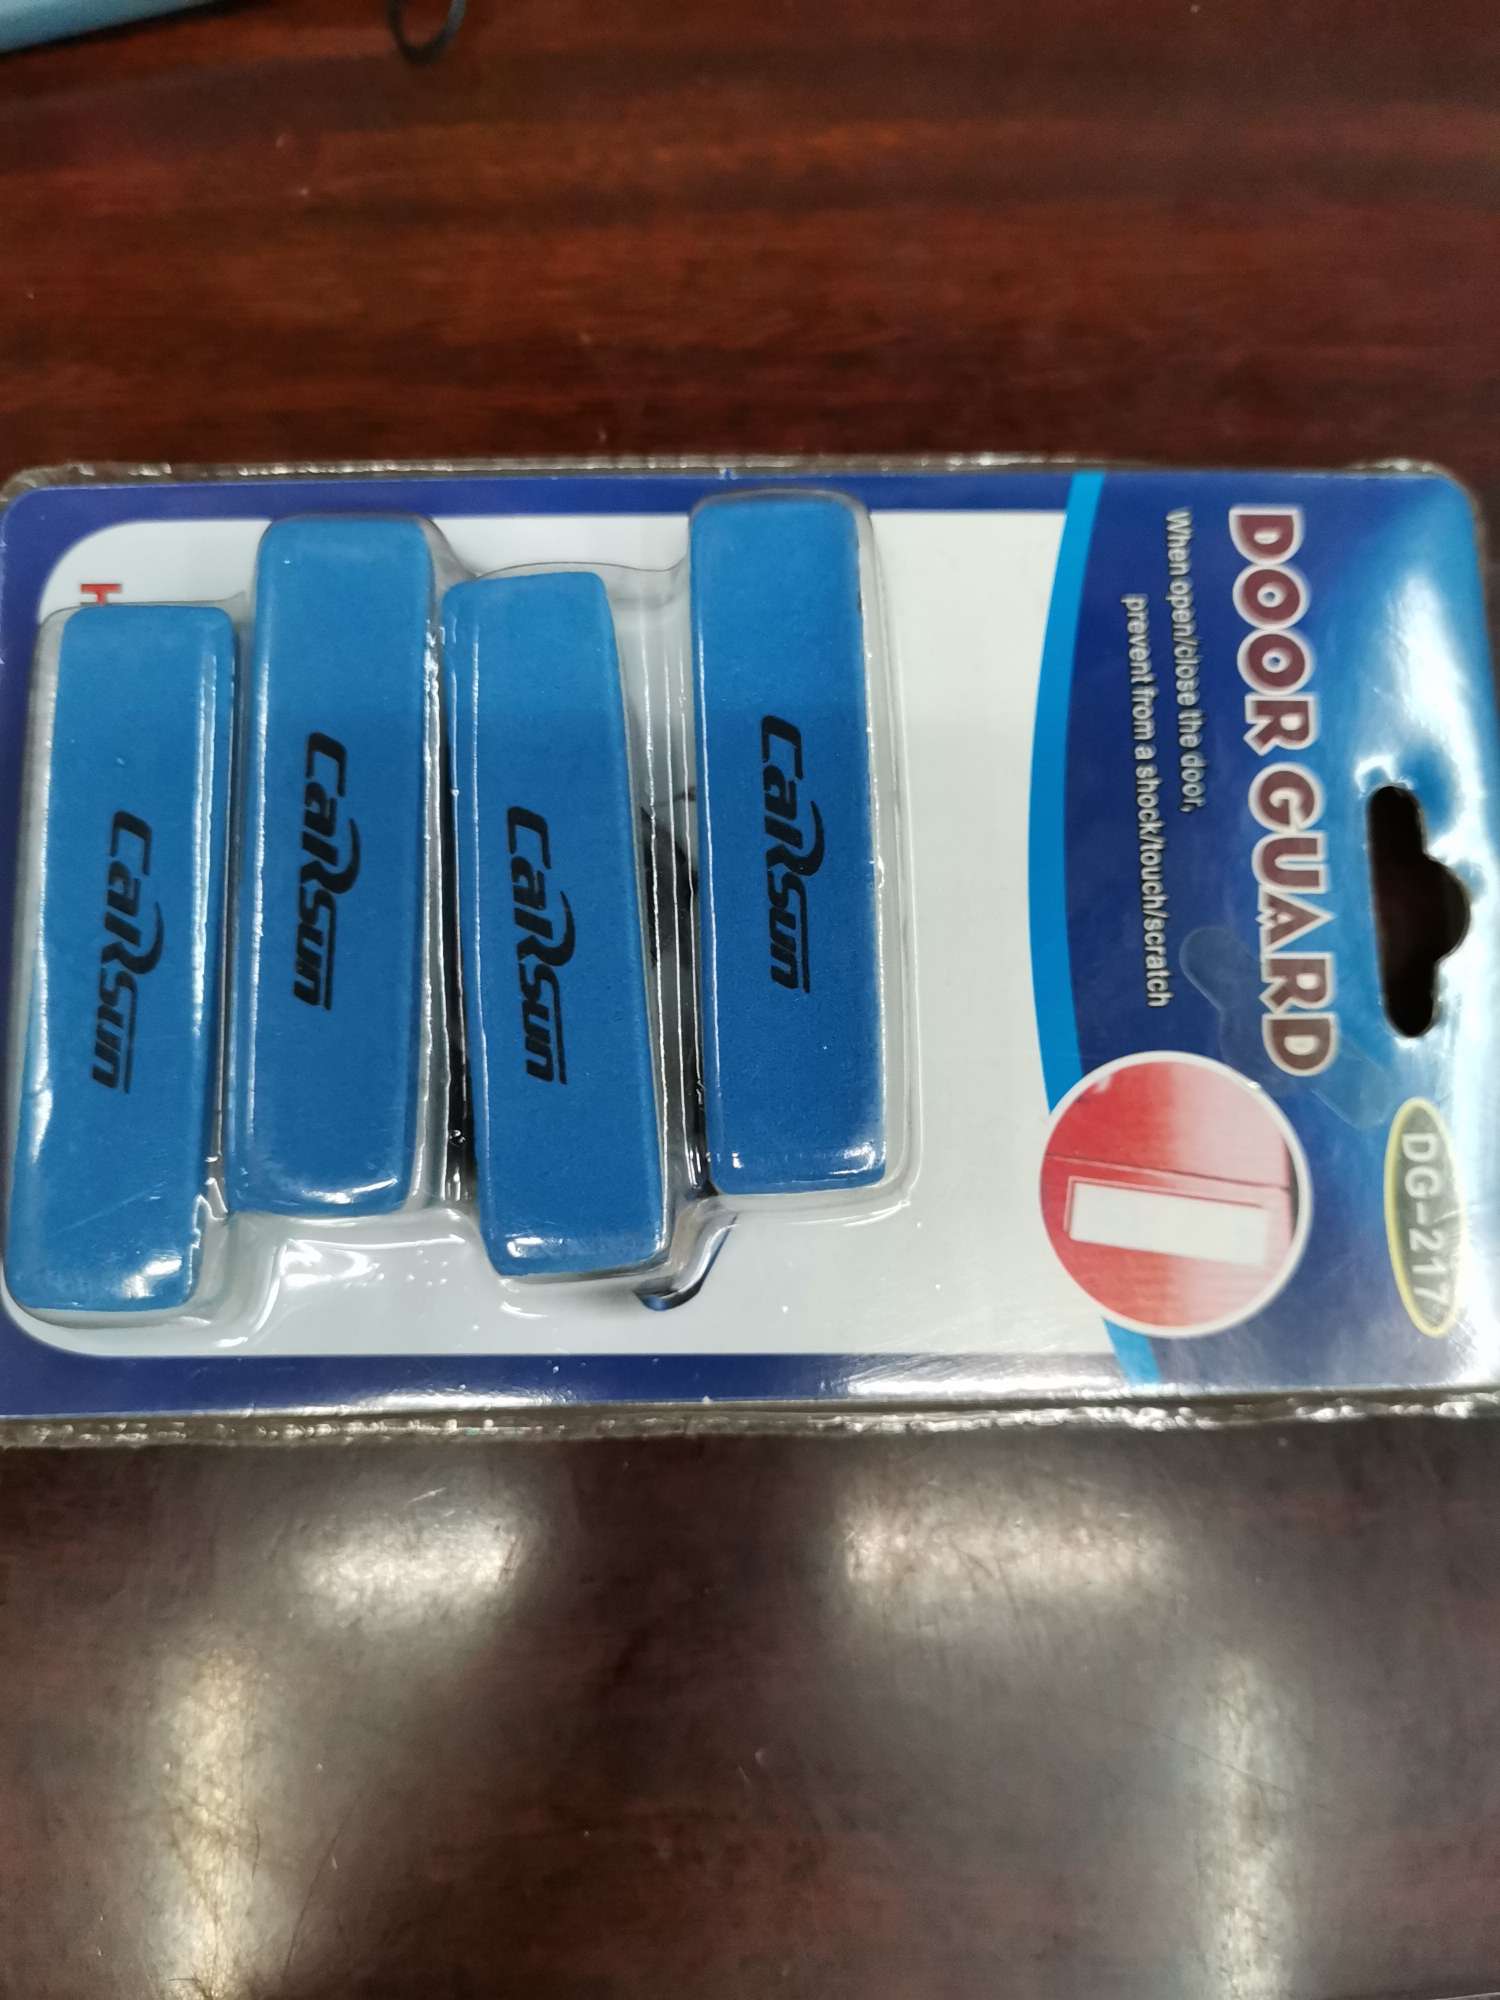 DG-217
DOOR GUARD
When open/close the door,
prevent from a shock/touch/scratch
CaRsun
CaRsun
CaRsun
CaRsun
H